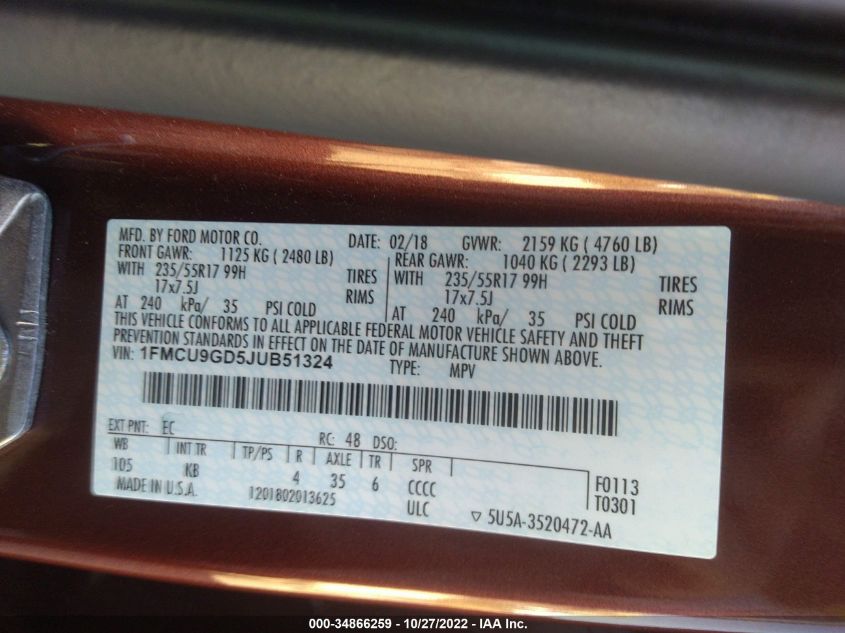 MFD. BY FORD MOTOR CO. DATE: 02/18 GVWR: 2159 KG ( 4760 LB)
FRONT GAWR: 1125 KG ( 2480 LB) REAR GAWR: 1040 KG ( 2293 LB)
WITH 235/55R17 99H TIRES WITH 235/55R17 99H TIRES
17x7.5J RIMS 17x7.5J RIMS
AT 240 kPa/ 35 PSI COLD AT 240 kPa/ 35 PSI COLD
THIS VEHICLE CONFORMS TO ALL APPLICABLE FEDERAL MOTOR VEHICLE SAFETY AND THEFT
PREVENTION STANDARDS IN EFFECT ON THE DATE OF MANUFACTURE SHOWN ABOVE.
VIN: 1FMCU9GD5JUB51324 TYPE: MPV
EXT PNT: EC RC: 48 DSO:
WB INT TR TP/PS R AXLE TR SPR
105 KB 4 35 6 CCCC F0113
MADE IN U.S.A. 1201802013625 ULC T0301
▽ 5U5A-3520472-AA
000-34866259 - 10/27/2022 - IAA Inc.